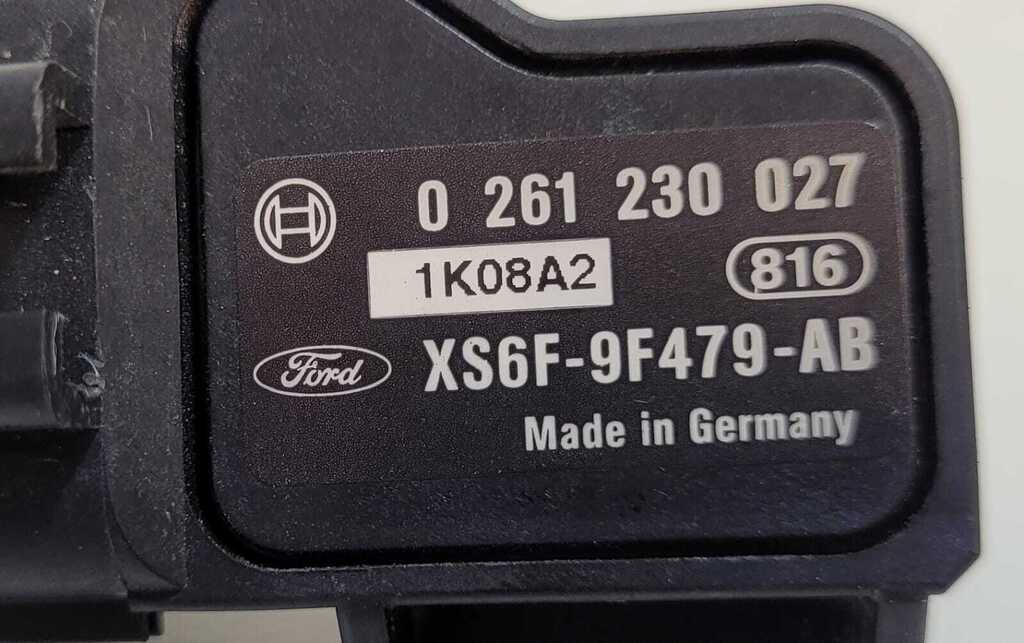 0 261 230 027
1K08A2 816
Ford XS6F-9F479-AB
Made in Germany